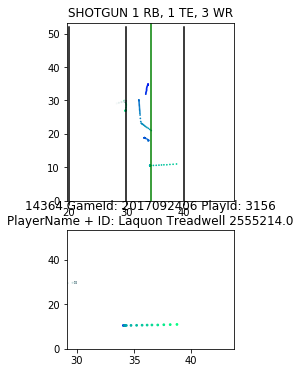 SHOTGUN 1 RB, 1 TE, 3 WR
50
40
30
20
10
0
20 30 40
14364 GameId: 2017092406 PlayId: 3156
PlayerName + ID: Laquon Treadwell 2555214.0
40
20
0
30 40